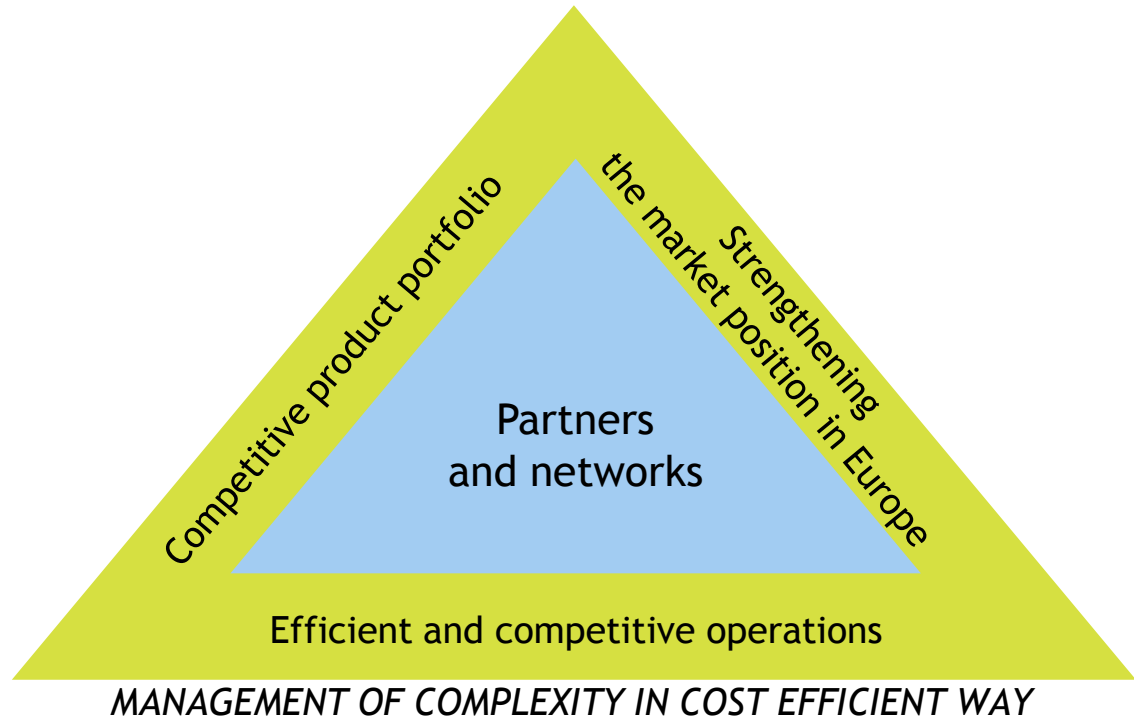 Competitive product portfolio
Strengthening
the market position in Europe
Partners
and networks
Efficient and competitive operations
MANAGEMENT OF COMPLEXITY IN COST EFFICIENT WAY